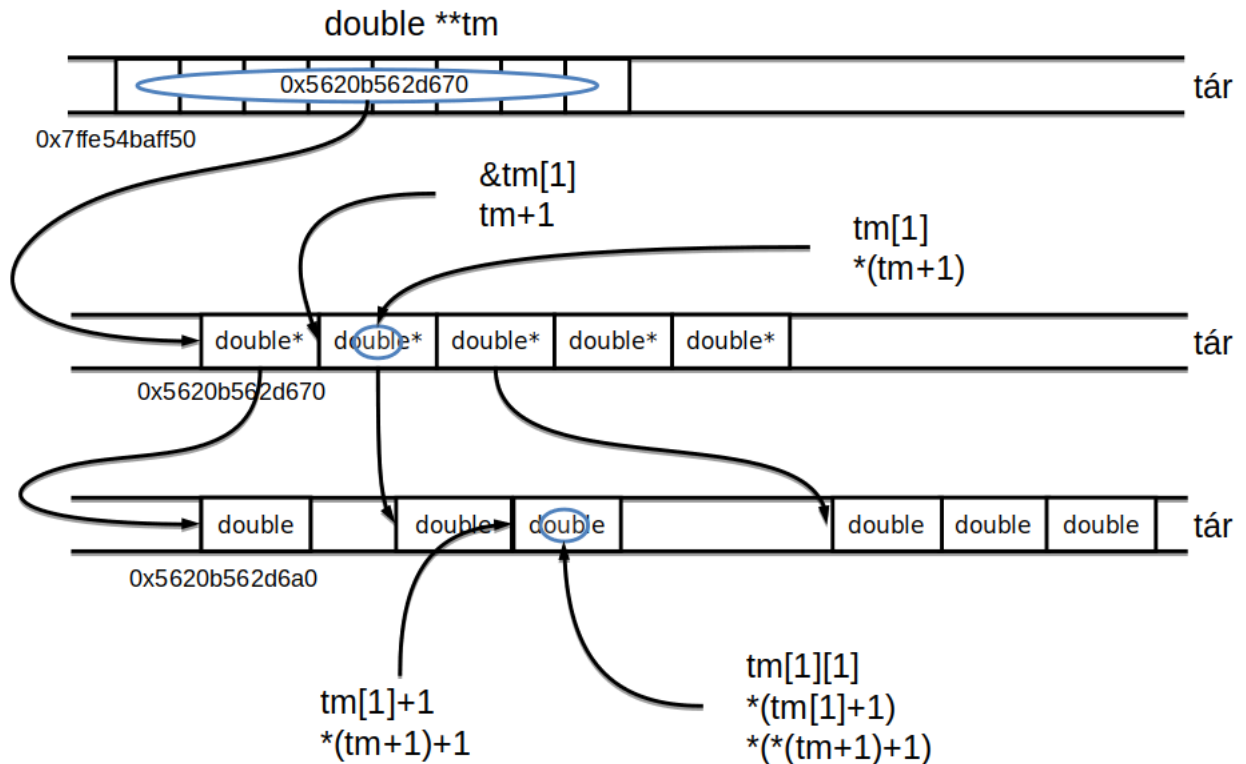 double **tm
0x5620b562d670
tár
0x7ffe54baff50
&tm[1]
tm+1
tm[1]
*(tm+1)
double* double* double* double* double*
tár
0x5620b562d670
double double double double double double
tár
0x5620b562d6a0
tm[1]+1
*(tm+1)+1
tm[1][1]
*(tm[1]+1)
*(*(tm+1)+1)